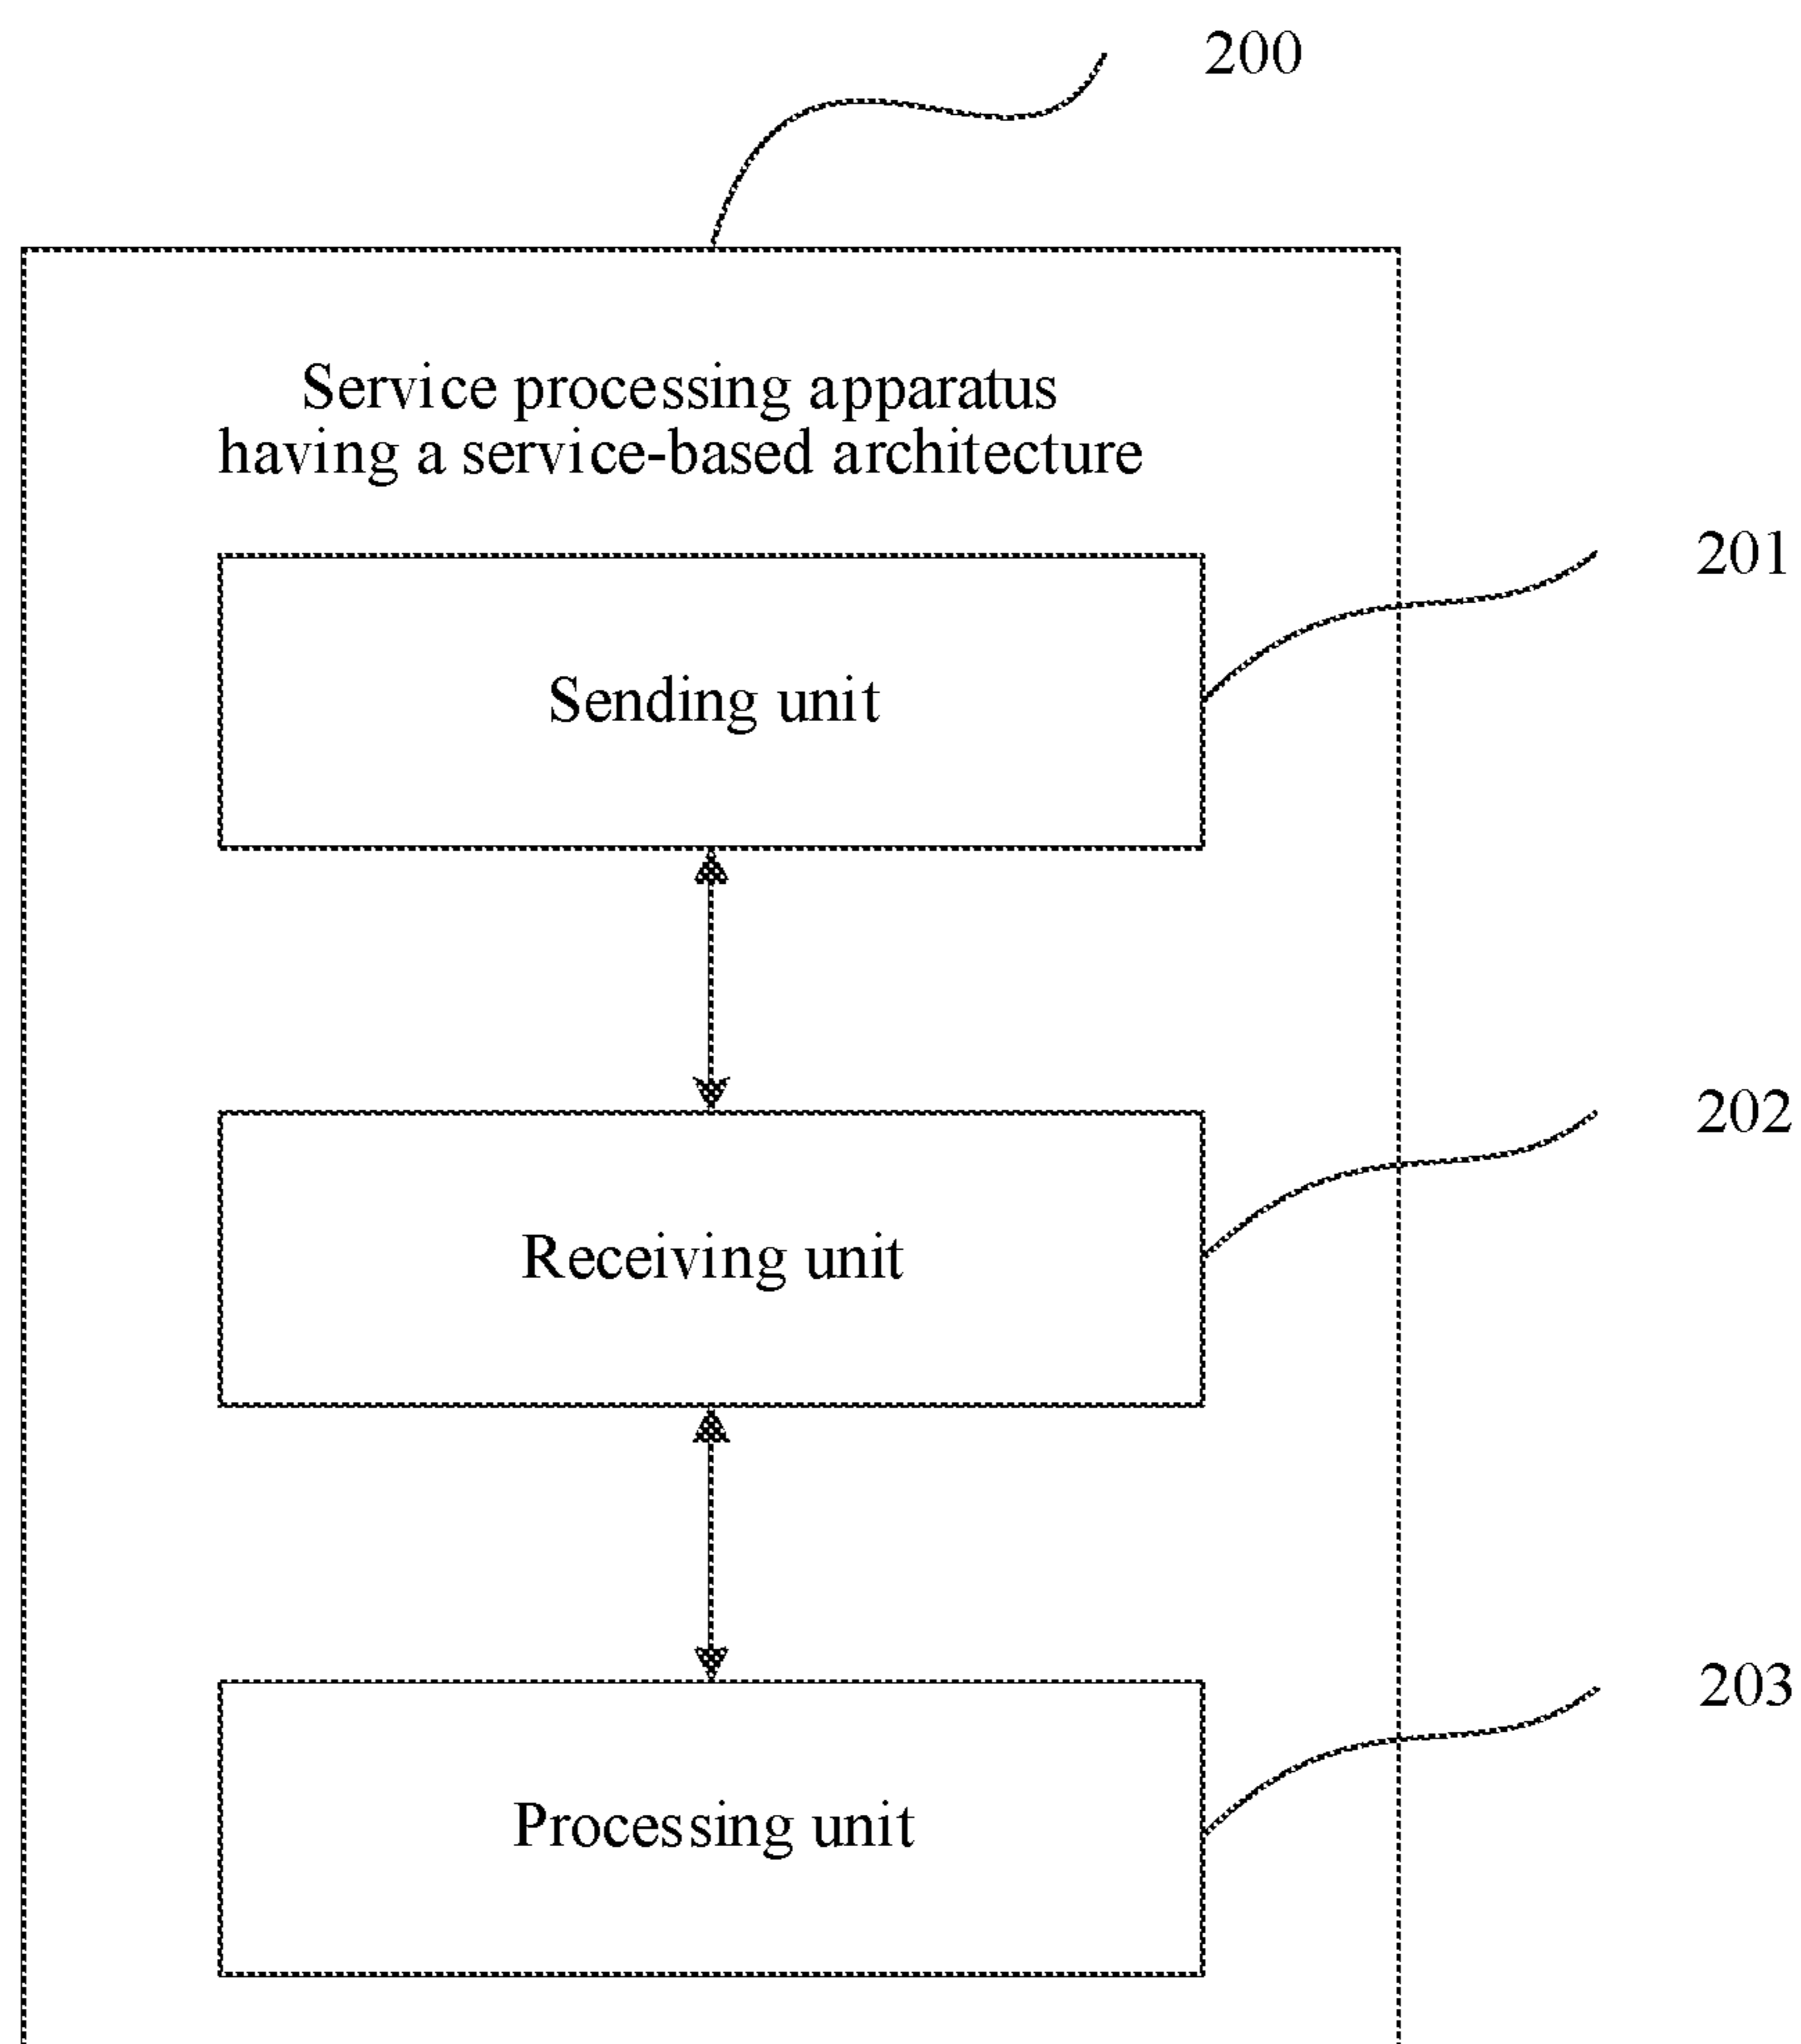 200
Service processing apparatus
having a service-based architecture
201
Sending unit
202
Receiving unit
203
Processing unit